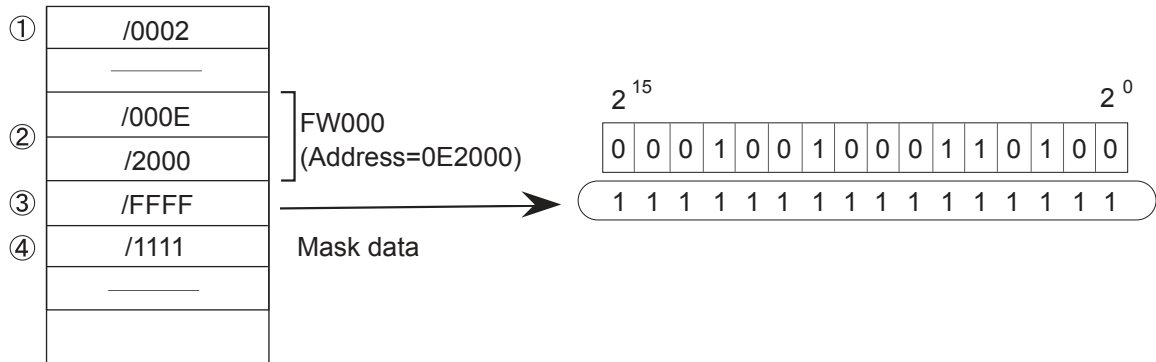 ① /0002
② /000E
/2000
FW000
(Address=0E2000)
③ /FFFF
④ /1111
Mask data
2 15 2 0
0 0 0 1 0 0 1 0 0 0 1 1 0 1 0 0
1 1 1 1 1 1 1 1 1 1 1 1 1 1 1 1